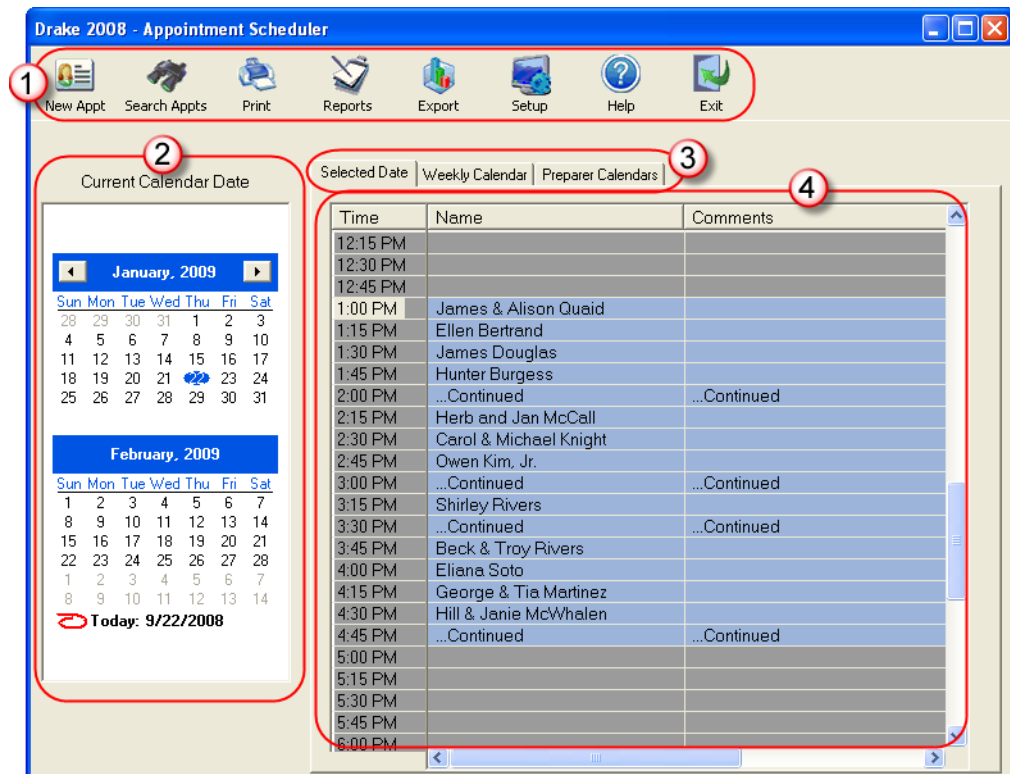 Drake 2008 - Appointment Scheduler
1
New Appt Search Appts Print Reports Export Setup Help Exit
2
Current Calendar Date
January, 2009
Sun Mon Tue Wed Thu Fri Sat
28 29 30 31 1 2 3
4 5 6 7 8 9 10
11 12 13 14 15 16 17
18 19 20 21 22 23 24
25 26 27 28 29 30 31
February, 2009
Sun Mon Tue Wed Thu Fri Sat
1 2 3 4 5 6 7
8 9 10 11 12 13 14
15 16 17 18 19 20 21
22 23 24 25 26 27 28
1 2 3 4 5 6 7
8 9 10 11 12 13 14
Today: 9/22/2008
3
Selected Date Weekly Calendar Preparer Calendars
4
Time Name Comments
12:15 PM
12:30 PM
12:45 PM
1:00 PM James & Alison Quaid
1:15 PM Ellen Bertrand
1:30 PM James Douglas
1:45 PM Hunter Burgess
2:00 PM ...Continued ...Continued
2:15 PM Herb and Jan McCall
2:30 PM Carol & Michael Knight
2:45 PM Owen Kim, Jr.
3:00 PM ...Continued ...Continued
3:15 PM Shirley Rivers
3:30 PM ...Continued ...Continued
3:45 PM Beck & Troy Rivers
4:00 PM Eliana Soto
4:15 PM George & Tia Martinez
4:30 PM Hill & Janie McWhalen
4:45 PM ...Continued ...Continued
5:00 PM
5:15 PM
5:30 PM
5:45 PM
6:00 PM